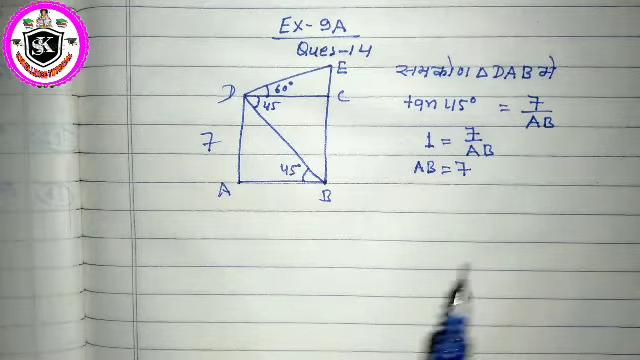 SK
Ex-9A
Ques-14
E
D
60°
45
C
7
45°
A
B
समकोण Δ DAB मे
tan 45° = 7/AB
1 = 7/AB
AB = 7